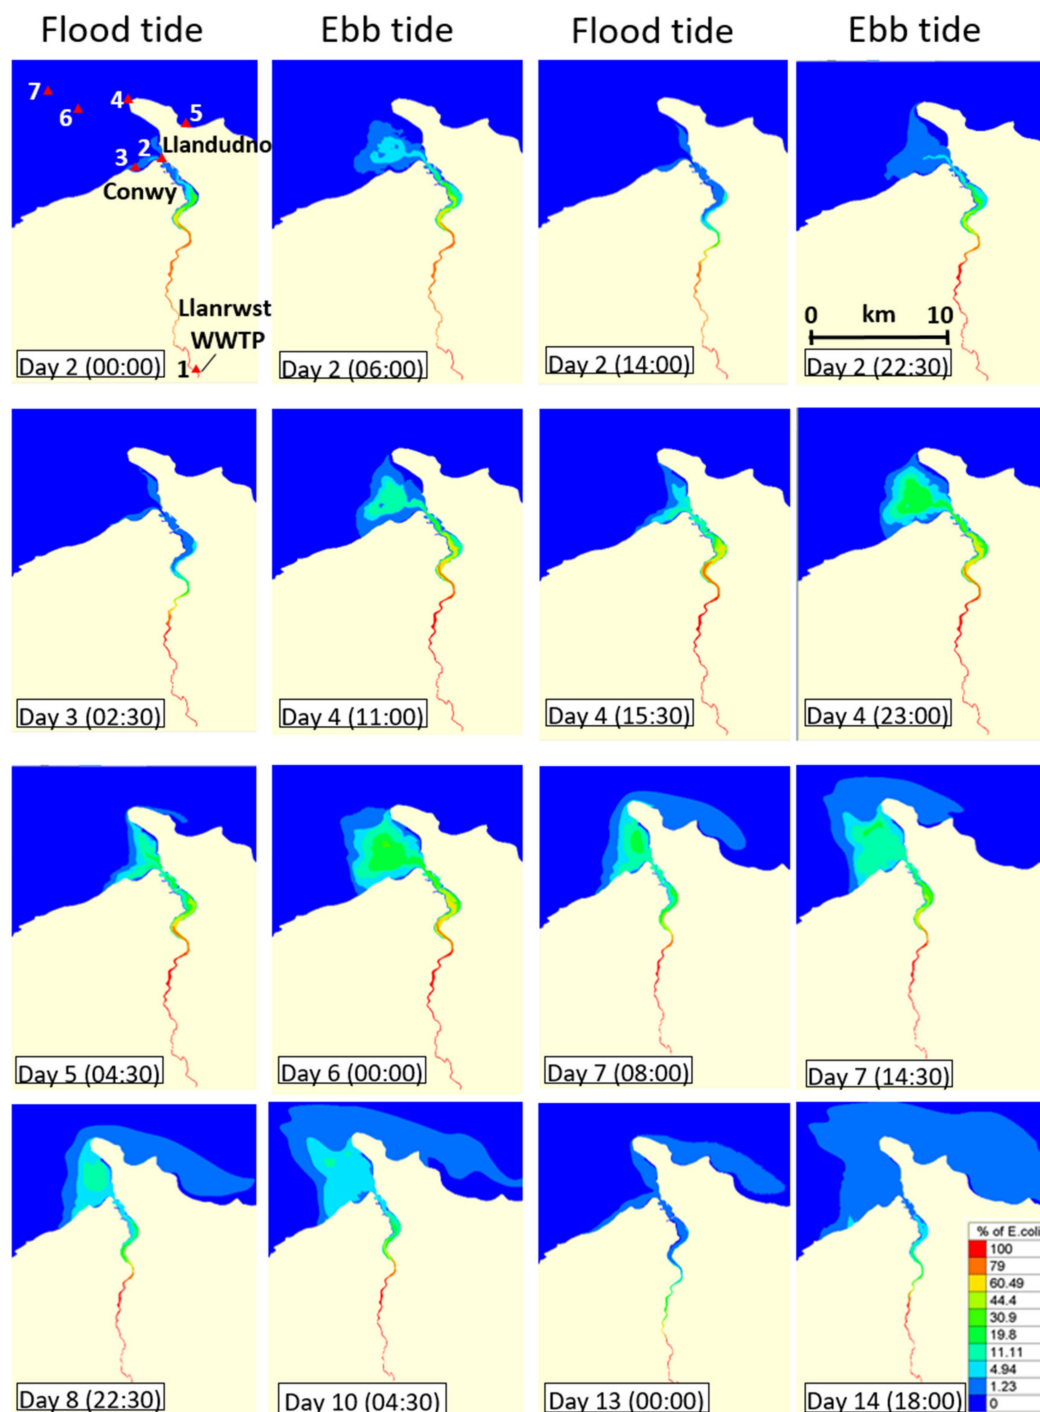 Flood tide Ebb tide Flood tide Ebb tide
7
4
6
5
Llandudno
2
3
Conwy
Llanrwst
WWTP
1
0 km 10
Day 2 (00:00) Day 2 (06:00) Day 2 (14:00) Day 2 (22:30)
Day 3 (02:30) Day 4 (11:00) Day 4 (15:30) Day 4 (23:00)
Day 5 (04:30) Day 6 (00:00) Day 7 (08:00) Day 7 (14:30)
% of E.coli
100
79
60.49
44.4
30.9
19.8
11.11
4.94
1.23
0
Day 8 (22:30) Day 10 (04:30) Day 13 (00:00) Day 14 (18:00)